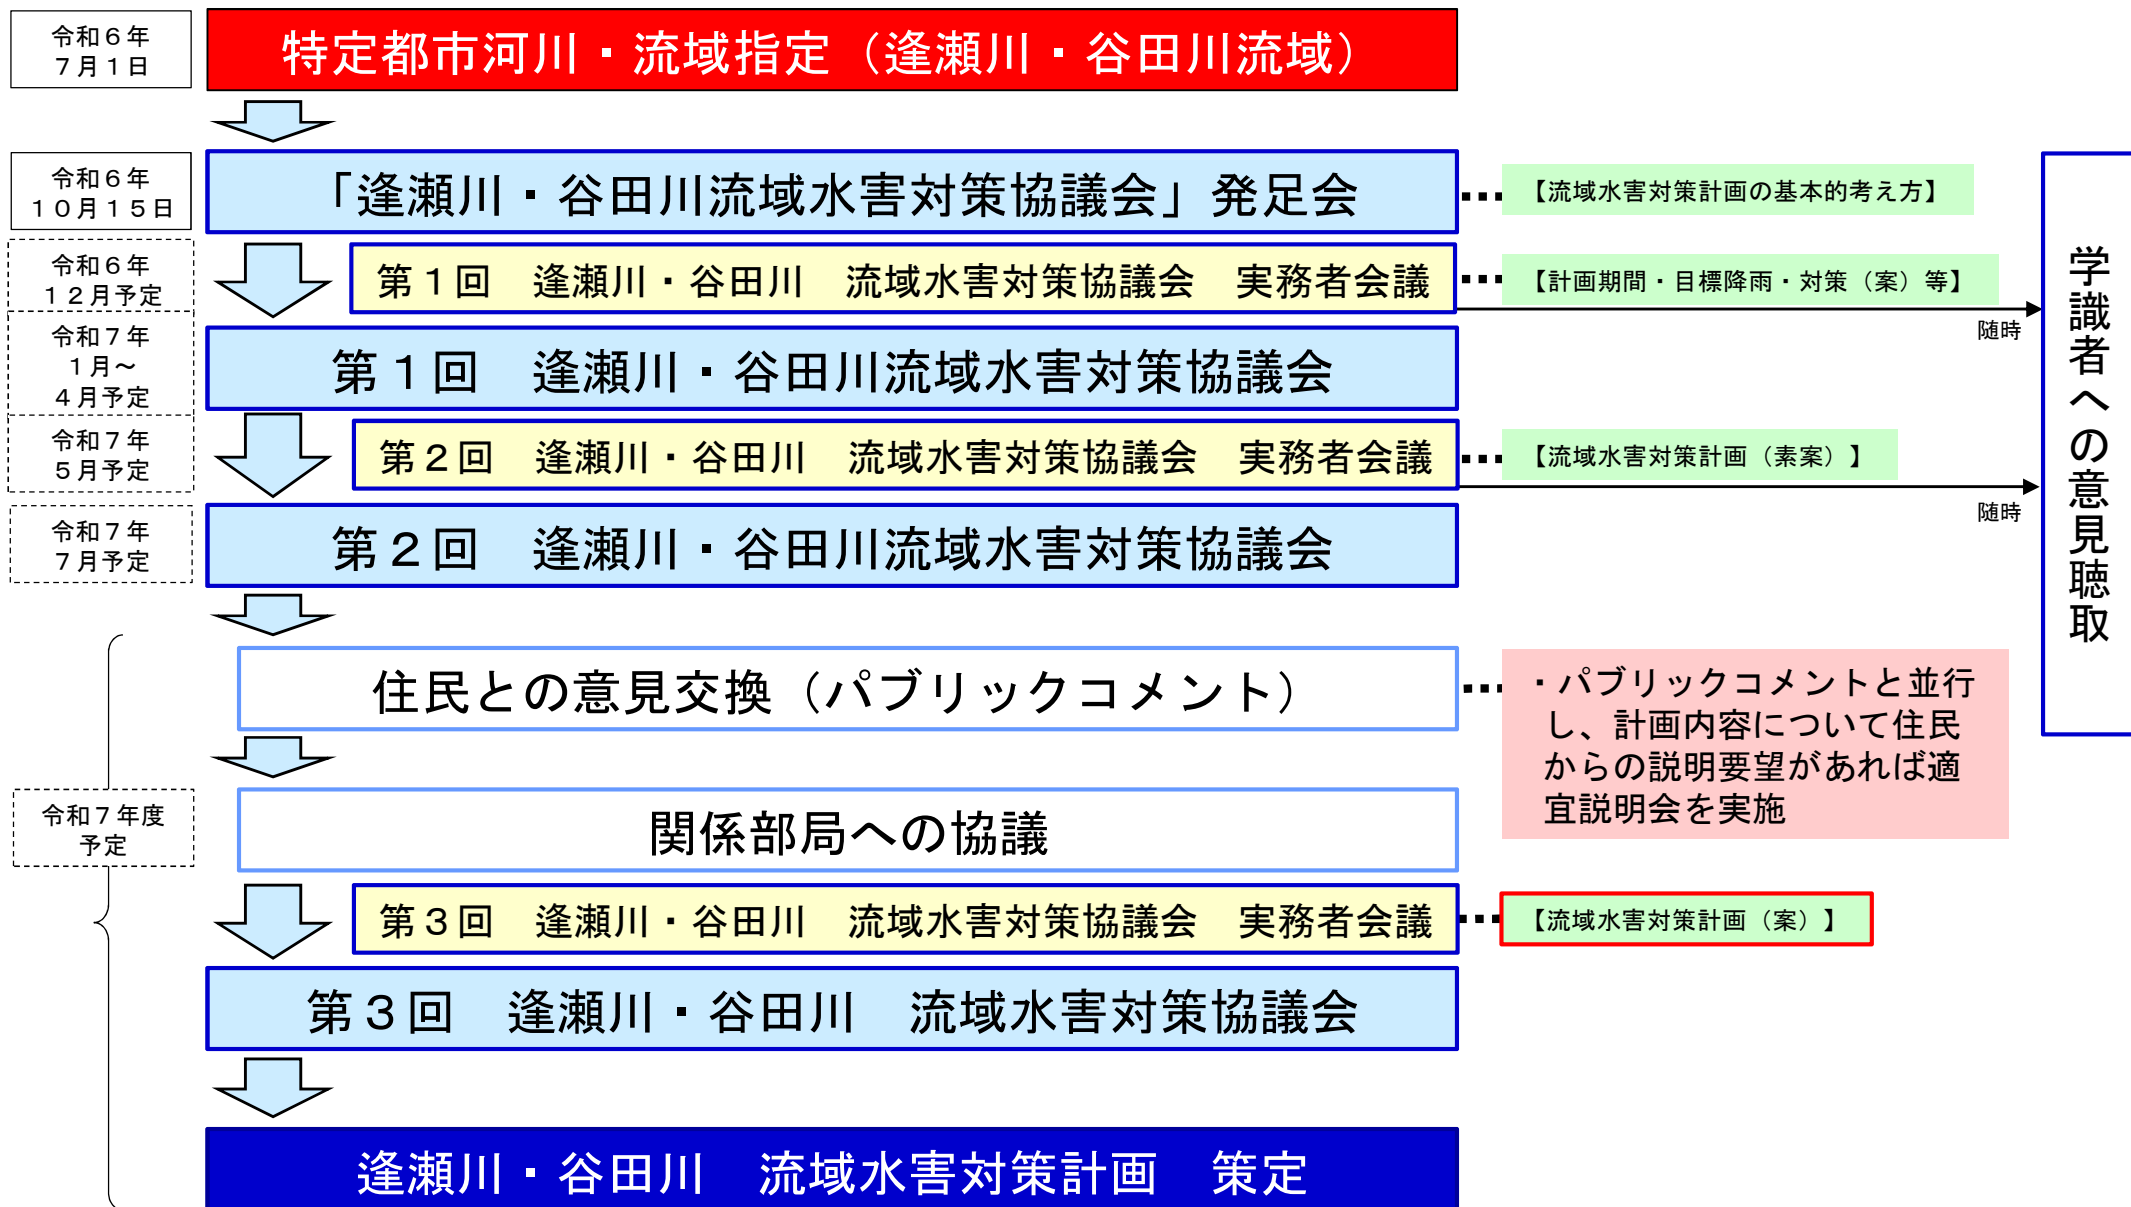 令和６年
７月１日
特定都市河川・流域指定（逢瀬川・谷田川流域）
令和６年
１０月１５日
「逢瀬川・谷田川流域水害対策協議会」発足会
【流域水害対策計画の基本的考え方】
令和６年
１２月予定
第１回　逢瀬川・谷田川　流域水害対策協議会　実務者会議
【計画期間・目標降雨・対策（案）等】
随時
令和７年
１月～
４月予定
第１回　逢瀬川・谷田川流域水害対策協議会
令和７年
５月予定
第２回　逢瀬川・谷田川　流域水害対策協議会　実務者会議
【流域水害対策計画（素案）】
随時
令和７年
７月予定
第２回　逢瀬川・谷田川流域水害対策協議会
学識者への意見聴取
住民との意見交換（パブリックコメント）
・パブリックコメントと並行
し、計画内容について住民
からの説明要望があれば適
宜説明会を実施
令和７年度
予定
関係部局への協議
第３回　逢瀬川・谷田川　流域水害対策協議会　実務者会議
【流域水害対策計画（案）】
第３回　逢瀬川・谷田川　流域水害対策協議会
逢瀬川・谷田川　流域水害対策計画　策定